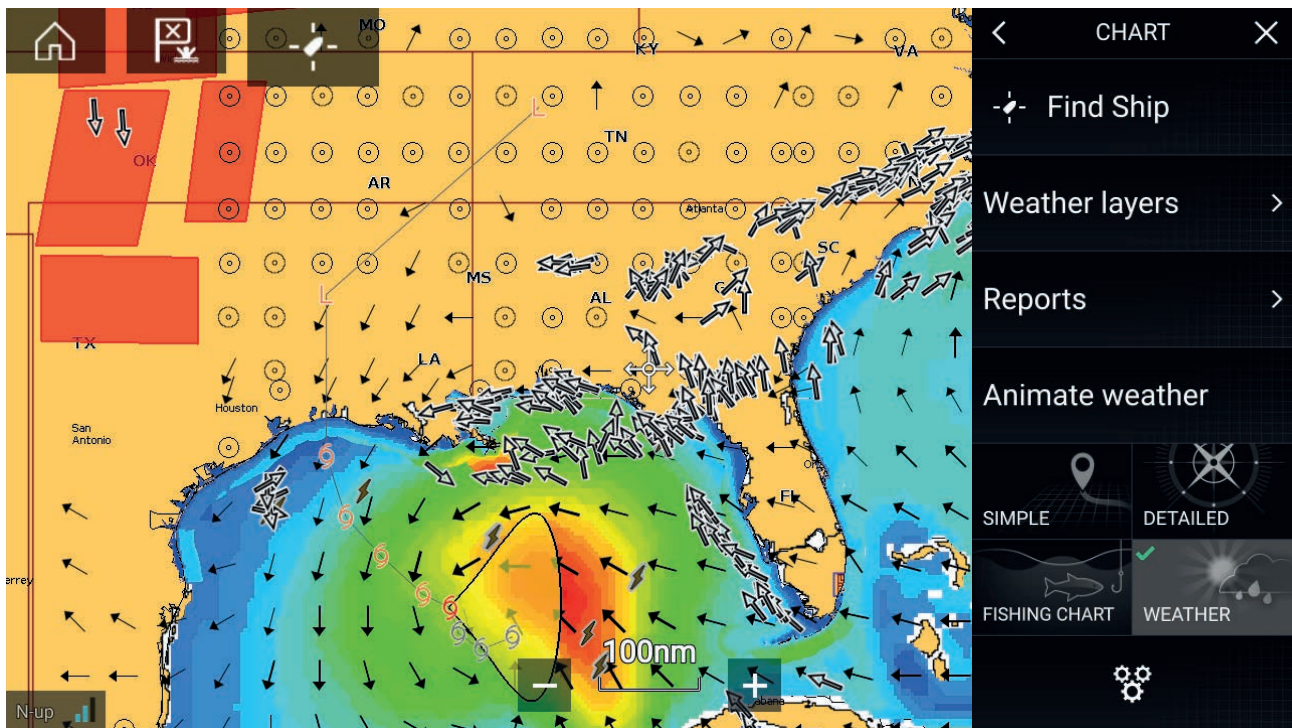 MO
KY
VA
CHART
Find Ship
OK
TN
AR
Weather layers
Atlanta
SC
MS
AL
Reports
TX
LA
Animate weather
Houston
San
Antonio
FL
SIMPLE
DETAILED
FISHING CHART
WEATHER
100nm
N-up